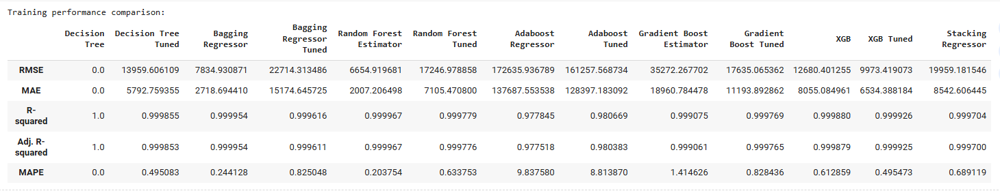 Training performance comparison:
Decision Tree Decision Tree Tuned Bagging Regressor Bagging Regressor Tuned Random Forest Estimator Random Forest Tuned Adaboost Regressor Adaboost Tuned Gradient Boost Estimator Gradient Boost Tuned XGB XGB Tuned Stacking Regressor
RMSE 0.0 13959.606109 7834.930871 22714.313486 6654.919681 17246.978858 172635.936789 161257.568734 35272.267702 17635.065362 12680.401255 9973.419073 19959.181546
MAE 0.0 5792.759355 2718.694410 15174.645725 2007.206498 7105.470800 137687.553538 128397.183092 18960.784478 11193.892862 8055.084961 6534.388184 8542.606445
R-squared 1.0 0.999855 0.999954 0.999616 0.999967 0.999779 0.977845 0.980669 0.999075 0.999769 0.999880 0.999926 0.999704
Adj. R-squared 1.0 0.999853 0.999954 0.999611 0.999967 0.999776 0.977518 0.980383 0.999061 0.999765 0.999879 0.999925 0.999700
MAPE 0.0 0.495083 0.244128 0.825048 0.203754 0.633753 9.837580 8.813870 1.414626 0.828436 0.612859 0.495473 0.689119